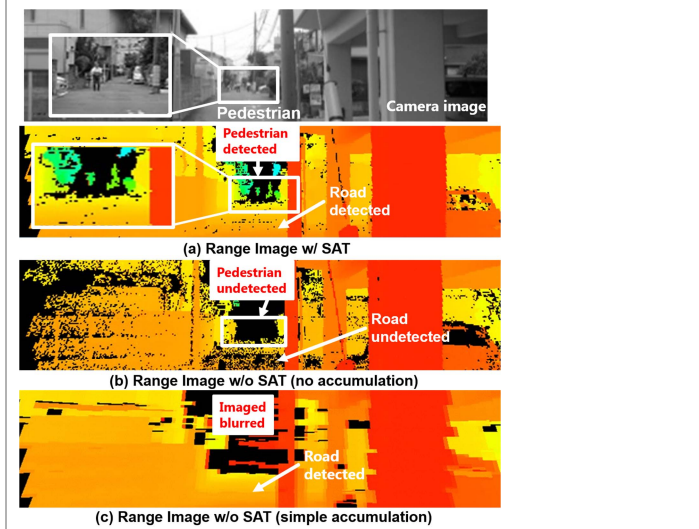 Pedestrian
Camera image
Pedestrian
detected
Road
detected
(a) Range Image w/ SAT
Pedestrian
undetected
Road
undetected
(b) Range Image w/o SAT (no accumulation)
Imaged
blurred
Road
detected
(c) Range Image w/o SAT (simple accumulation)